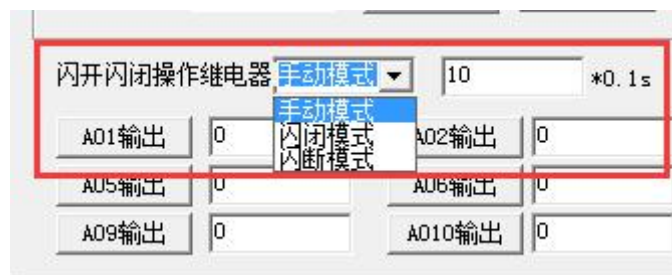 闪开闪闭操作继电器 手动模式 10 *0.1s
手动模式
闪闭模式
闪断模式
A01输出 0 A02输出 0
A05输出 0 A06输出 0
A09输出 0 A010输出 0